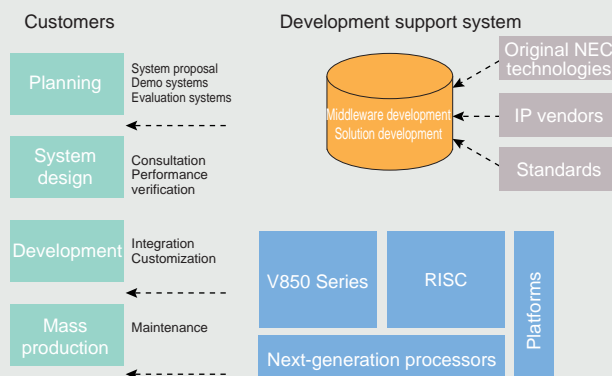 Customers
Development support system
Planning
System proposal
Demo systems
Evaluation systems
System
design
Consultation
Performance
verification
Development
Integration
Customization
Mass
production
Maintenance
Middleware development
Solution development
Original NEC
technologies
IP vendors
Standards
V850 Series
RISC
Platforms
Next-generation processors